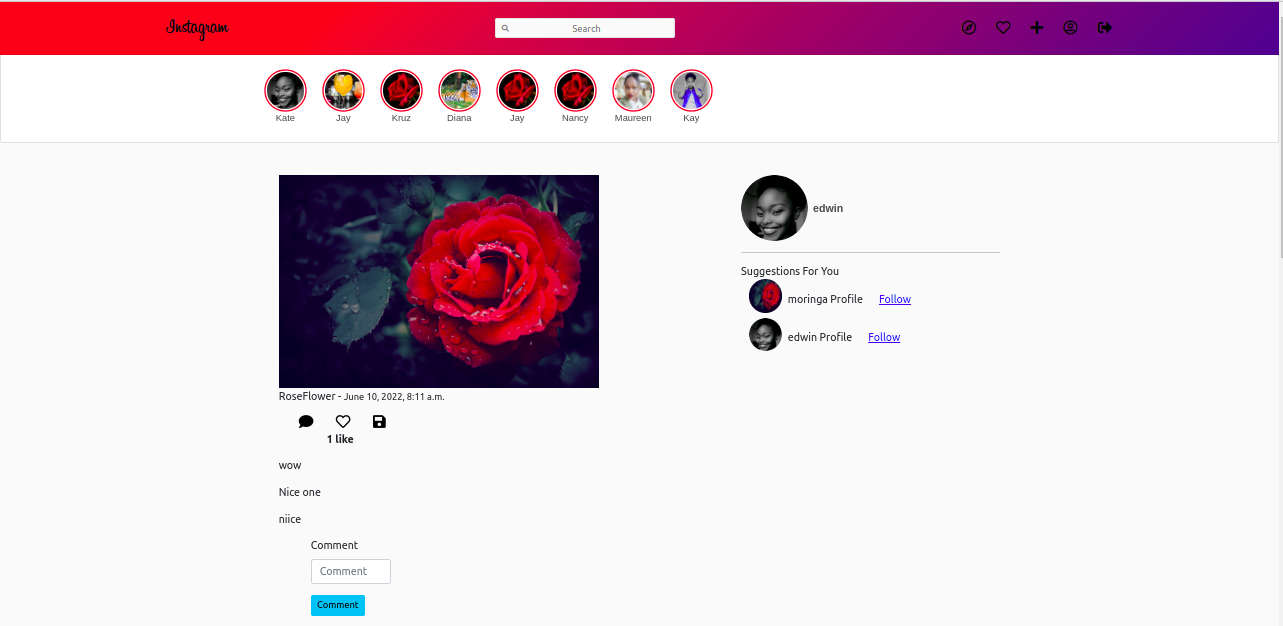 Instagram
Search
Kate Jay Kruz Diana Jay Nancy Maureen Kay
edwin
Suggestions For You
moringa Profile Follow
edwin Profile Follow
RoseFlower - June 10, 2022, 8:11 a.m.
1 like
wow
Nice one
niice
Comment
Comment
Comment